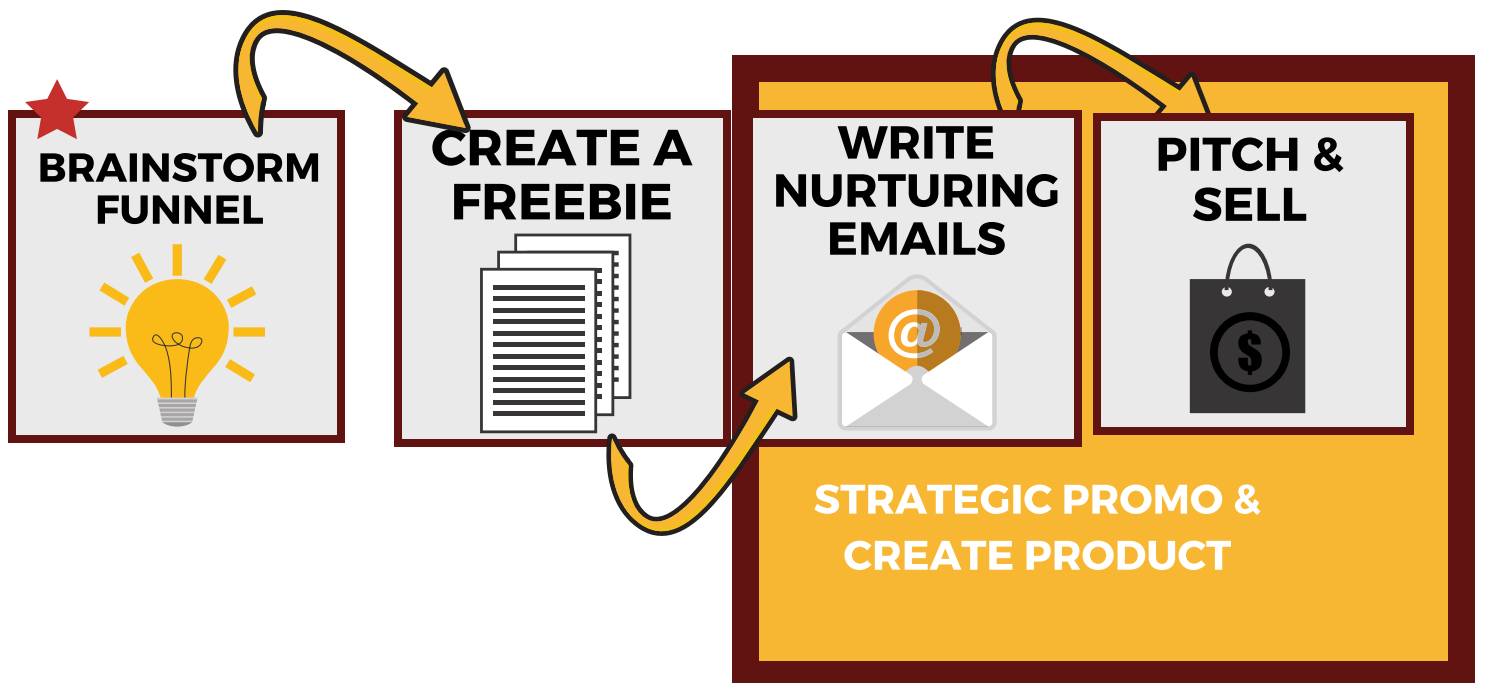 BRAINSTORM
FUNNEL
CREATE A
FREEBIE
WRITE
NURTURING
EMAILS
@
PITCH &
SELL
$
STRATEGIC PROMO &
CREATE PRODUCT